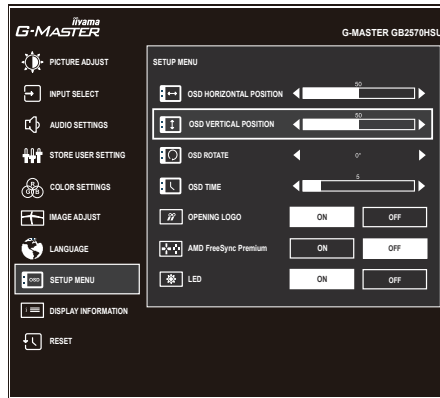 iiyama
G-MASTER
G-MASTER GB2570HSU
PICTURE ADJUST
INPUT SELECT
AUDIO SETTINGS
STORE USER SETTING
COLOR SETTINGS
IMAGE ADJUST
LANGUAGE
OSD SETUP MENU
DISPLAY INFORMATION
RESET
SETUP MENU
OSD HORIZONTAL POSITION 50
OSD VERTICAL POSITION 50
OSD ROTATE 0°
OSD TIME 5
OPENING LOGO ON OFF
AMD FreeSync Premium ON OFF
LED ON OFF